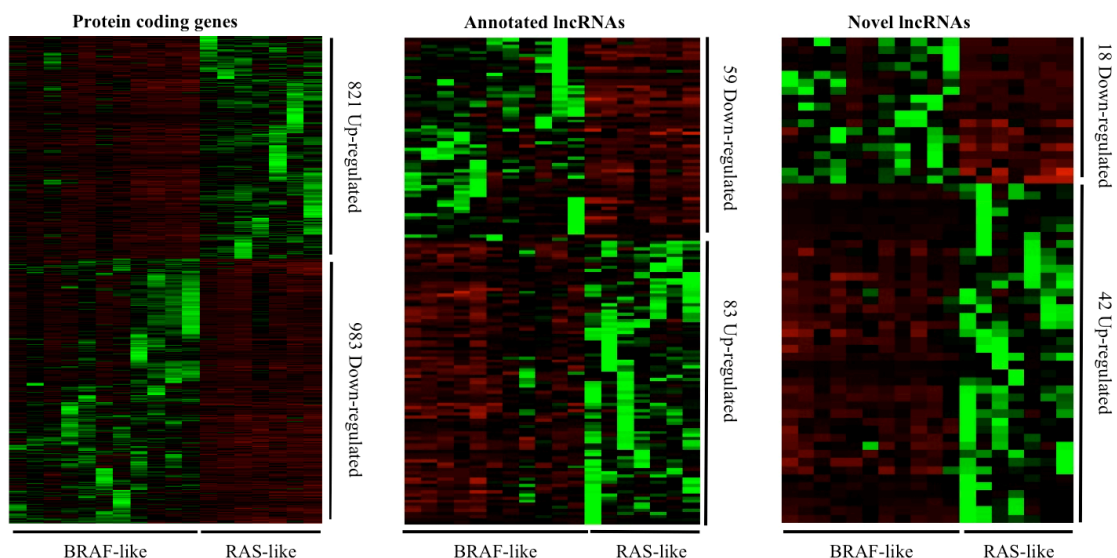 Protein coding genes
821 Up-regulated
983 Down-regulated
BRAF-like
RAS-like
Annotated lncRNAs
59 Down-regulated
83 Up-regulated
BRAF-like
RAS-like
Novel lncRNAs
18 Down-regulated
42 Up-regulated
BRAF-like
RAS-like